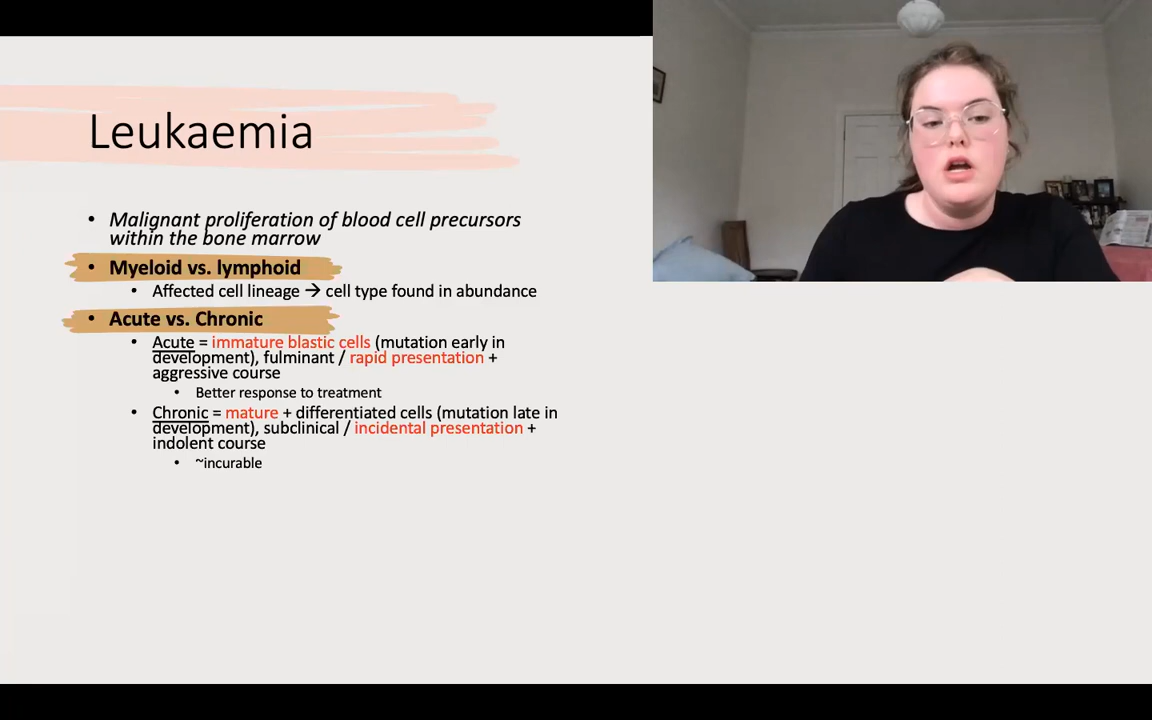 Leukaemia
• Malignant proliferation of blood cell precursors
within the bone marrow
• Myeloid vs. lymphoid
• Affected cell lineage → cell type found in abundance
• Acute vs. Chronic
• Acute = immature blastic cells (mutation early in
development), fulminant / rapid presentation +
aggressive course
• Better response to treatment
• Chronic = mature + differentiated cells (mutation late in
development), subclinical / incidental presentation +
indolent course
• ~incurable